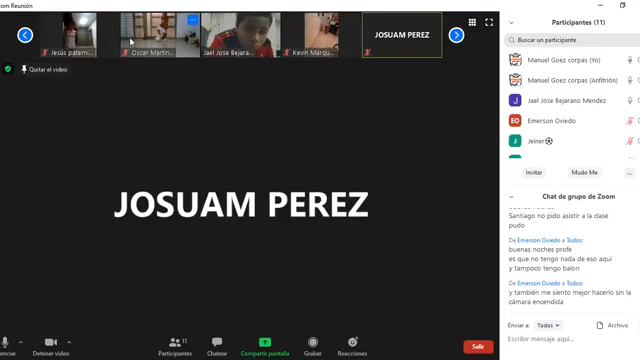 om Reunión
Jesús paterni...
Oscar Martin...
Jael Jose Bejara...
Kevin Márqu...
JOSUAM PEREZ
Quitar el video
JOSUAM PEREZ
Participantes (11)
Buscar un participante
Manuel Goez corpas (Yo)
Manuel Goez corpas (Anfitrión)
J
Jael Jose Bejarano Mendez
EO
Emerson Oviedo
J
Jeiner
Invitar
Mudo Me
...
Chat de grupo de Zoom
Santiago no pido asistir a la clase
pudo
De Emerson Oviedo a Todos:
buenas noches profe
es que no tengo nada de eso aqui
y tampoco tengo balon
De Emerson Oviedo a Todos:
y también me siento mejor hacerlo sin la
cámara encendida
Enviar a:
Todos
Archivo
Escribir mensaje aquí...
enciar
Detener video
11
Participantes
Chatear
Compartir pantalla
Grabar
Reacciones
Salir